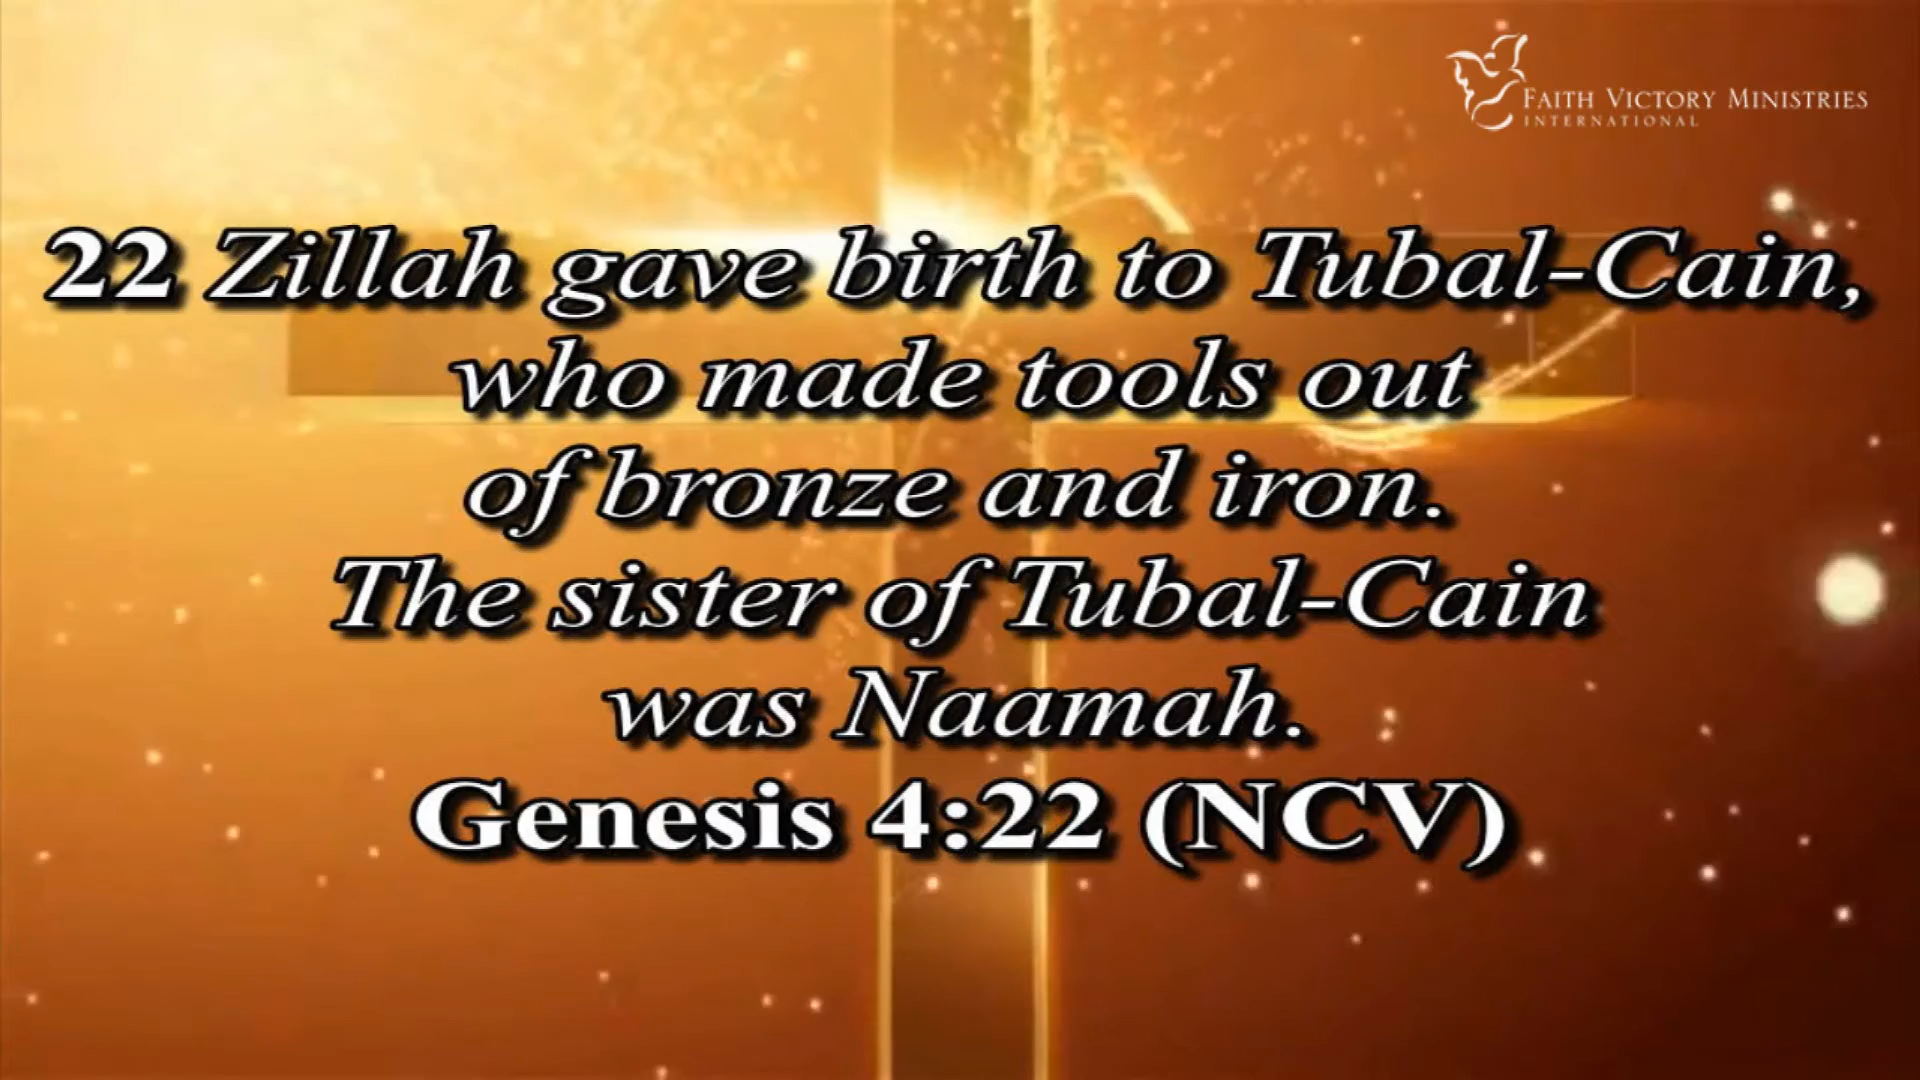 FAITH VICTORY MINISTRIES
INTERNATIONAL
22 Zillah gave birth to Tubal-Cain,
who made tools out
of bronze and iron.
The sister of Tubal-Cain
was Naamah.
Genesis 4:22 (NCV)